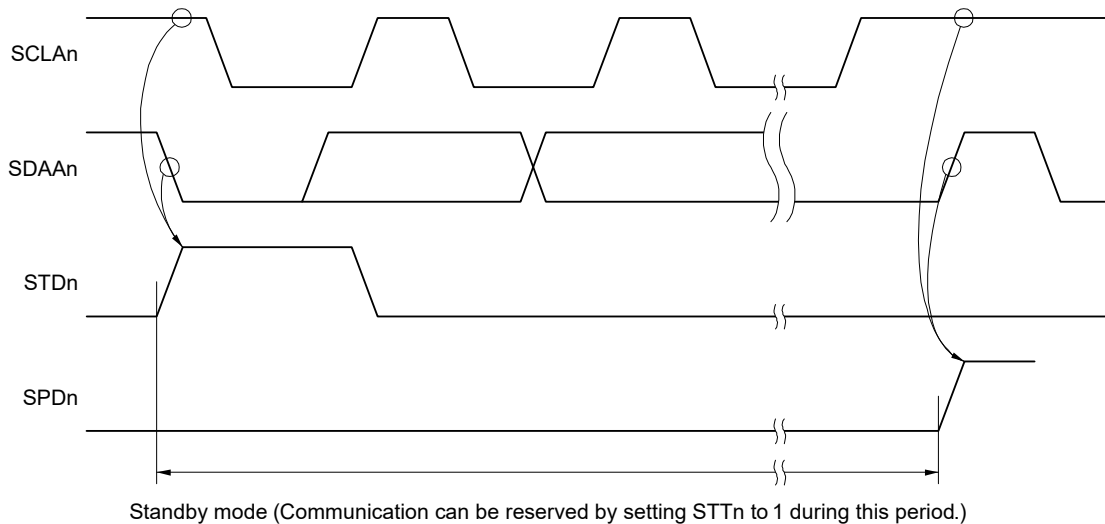 SCLAn
SDAAn
STDn
SPDn
Standby mode (Communication can be reserved by setting STTn to 1 during this period.)